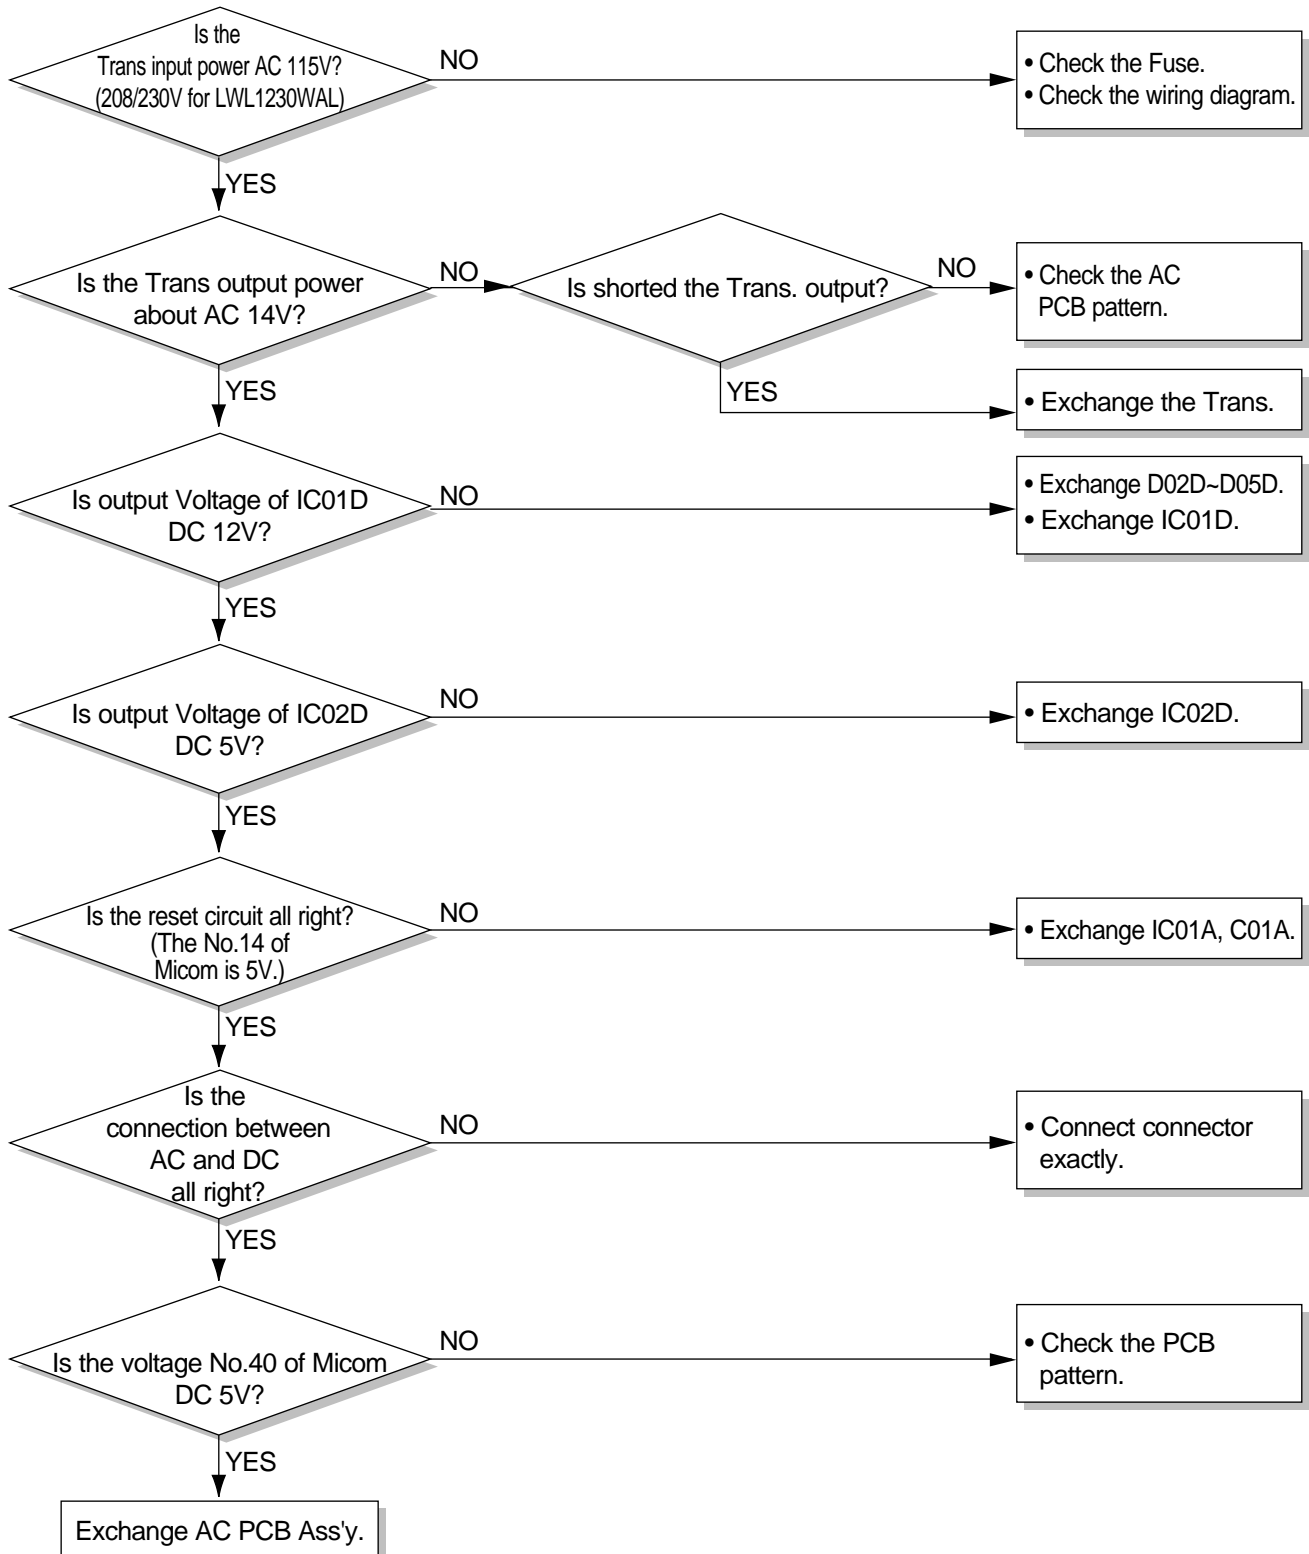 Is the
Trans input power AC 115V?
(208/230V for LWL1230WAL)
NO
• Check the Fuse.
• Check the wiring diagram.
YES
Is the Trans output power
about AC 14V?
NO
Is shorted the Trans. output?
NO
• Check the AC
PCB pattern.
YES
• Exchange the Trans.
YES
Is output Voltage of IC01D
DC 12V?
NO
• Exchange D02D~D05D.
• Exchange IC01D.
YES
Is output Voltage of IC02D
DC 5V?
NO
• Exchange IC02D.
YES
Is the reset circuit all right?
(The No.14 of
Micom is 5V.)
NO
• Exchange IC01A, C01A.
YES
Is the
connection between
AC and DC
all right?
NO
• Connect connector
exactly.
YES
Is the voltage No.40 of Micom
DC 5V?
NO
• Check the PCB
pattern.
YES
Exchange AC PCB Ass'y.